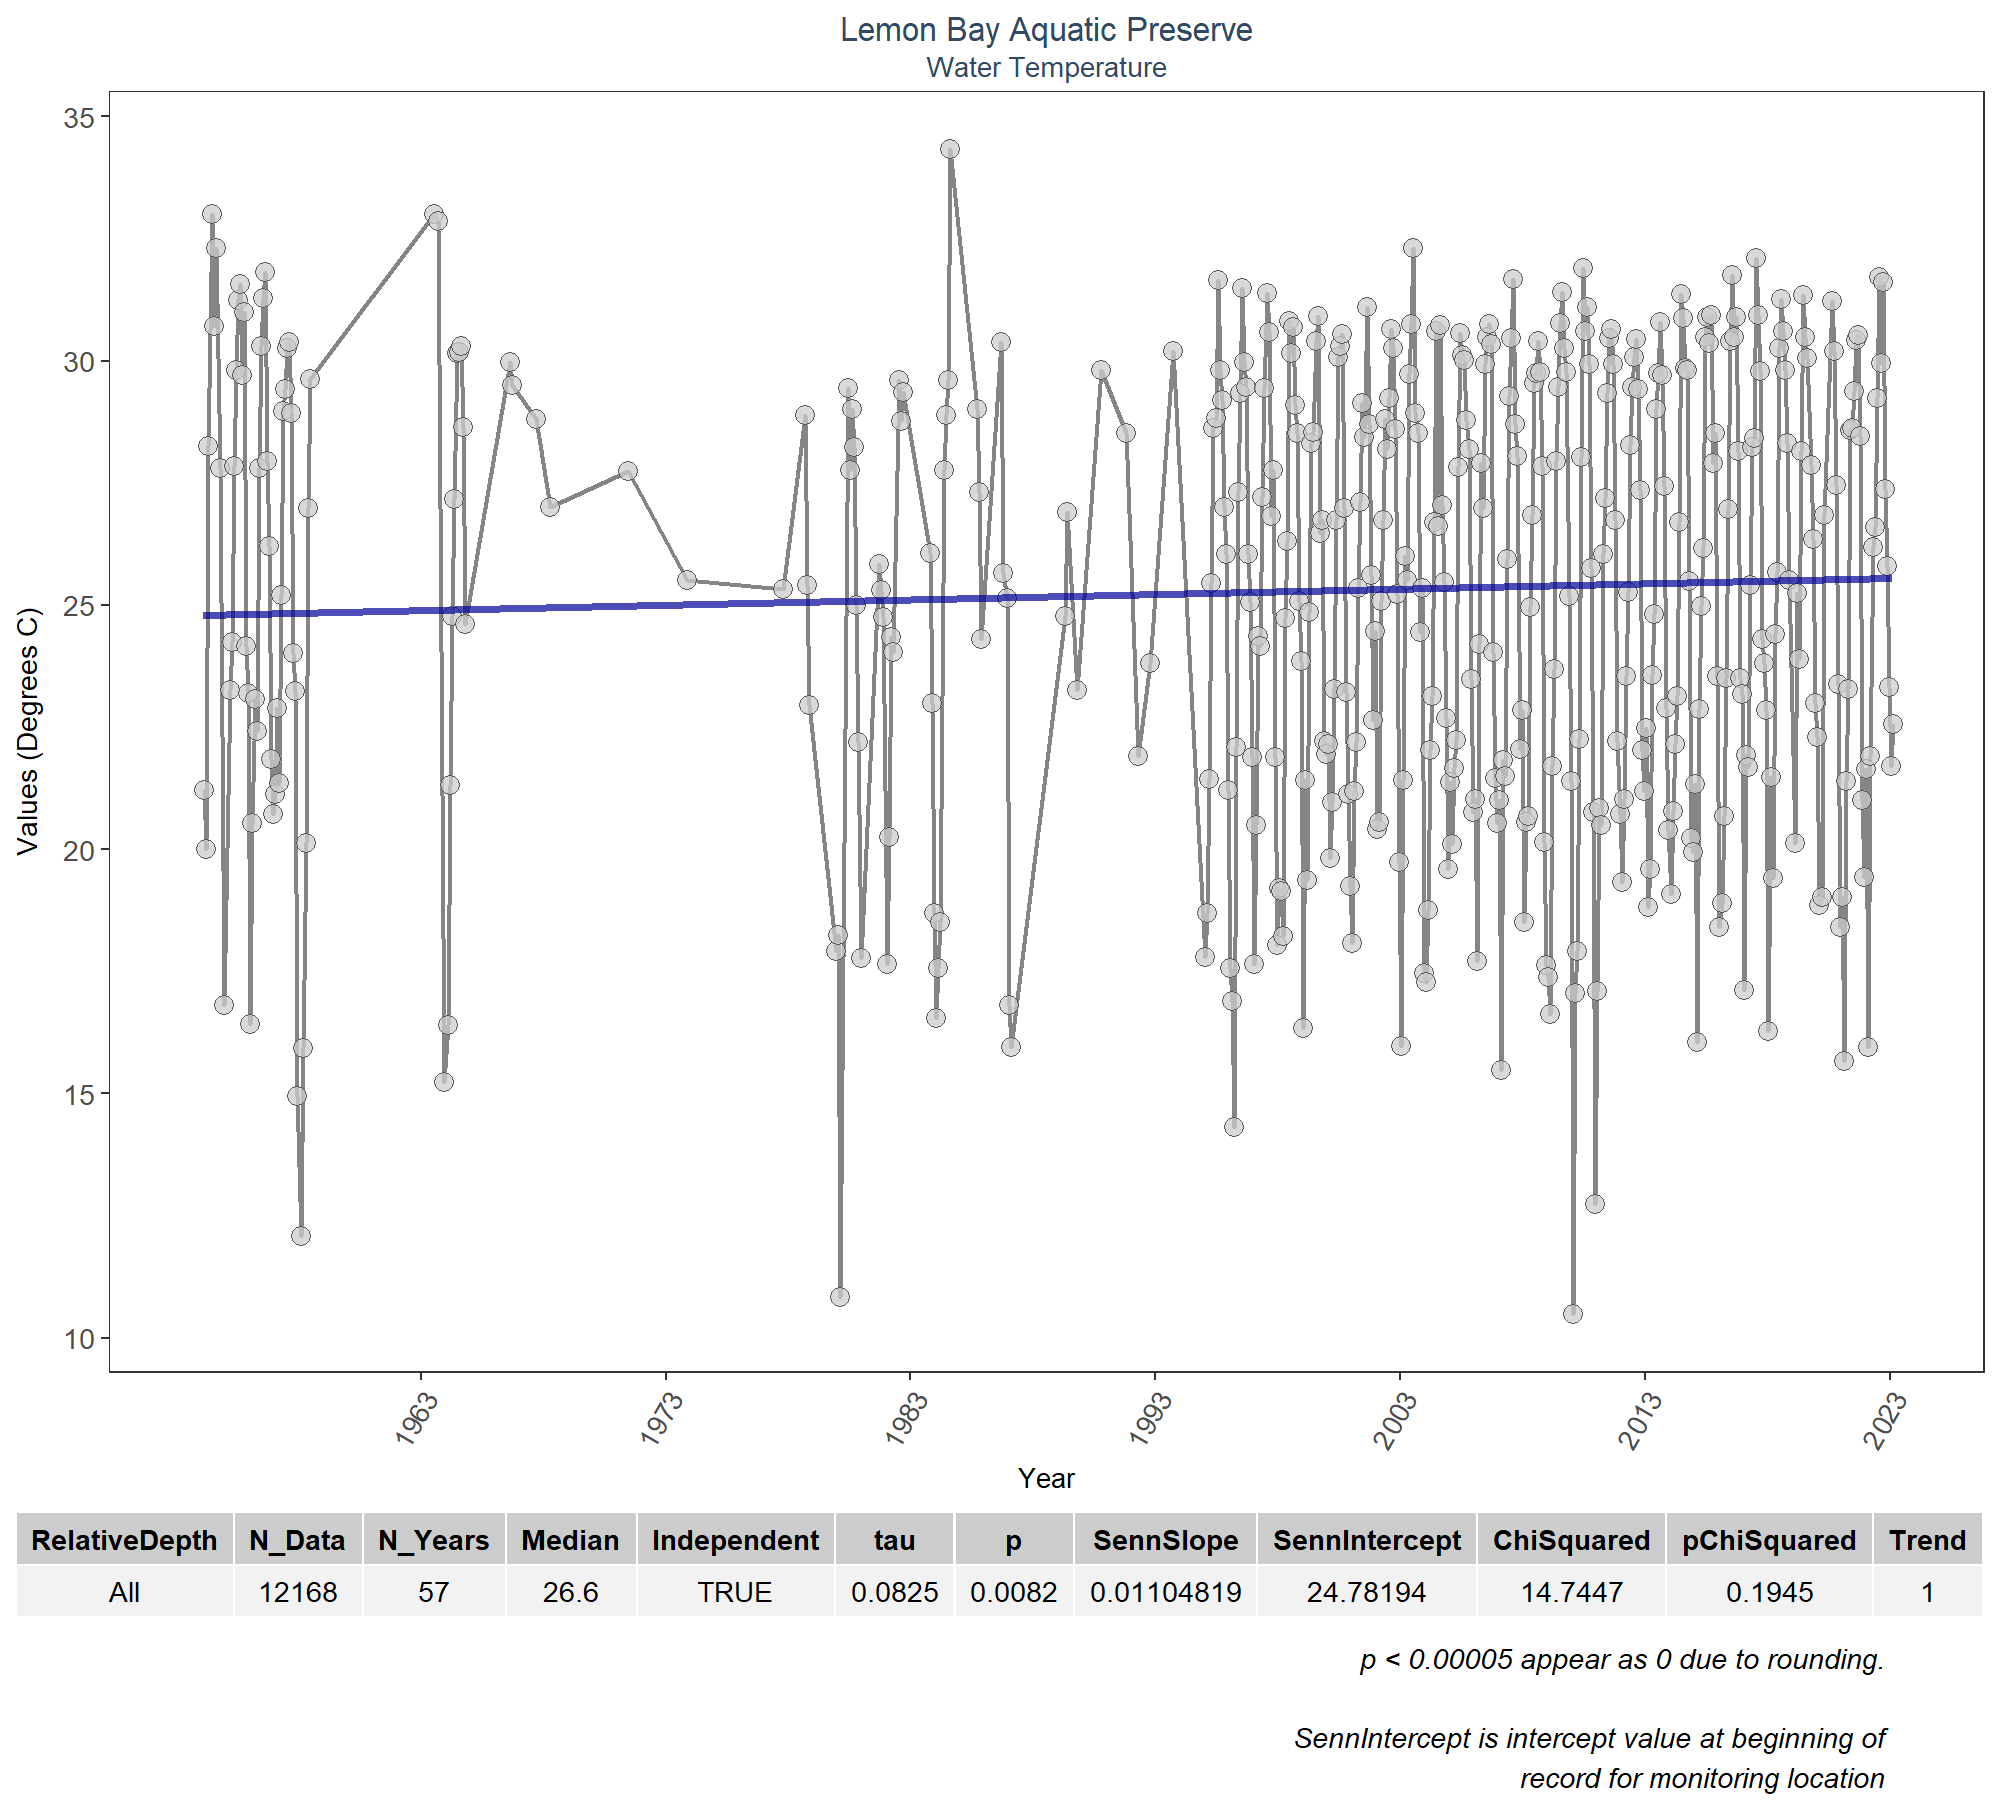 Lemon Bay Aquatic Preserve
Water Temperature
35
30
25
20
15
10
Values (Degrees C)
1963
1973
1983
1993
2003
2013
2023
Year
RelativeDepth N_Data N_Years Median Independent tau p SennSlope SennIntercept ChiSquared pChiSquared Trend
All 12168 57 26.6 TRUE 0.0825 0.0082 0.01104819 24.78194 14.7447 0.1945 1
p < 0.00005 appear as 0 due to rounding.
SennIntercept is intercept value at beginning of
record for monitoring location